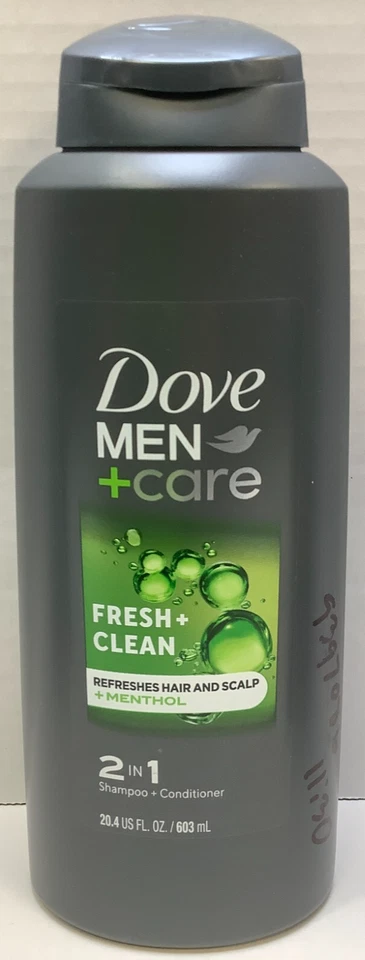 Dove
MEN
+care
FRESH+
CLEAN
REFRESHES HAIR AND SCALP
+MENTHOL
2 IN 1
Shampoo + Conditioner
20.4 US FL. OZ. / 603 mL